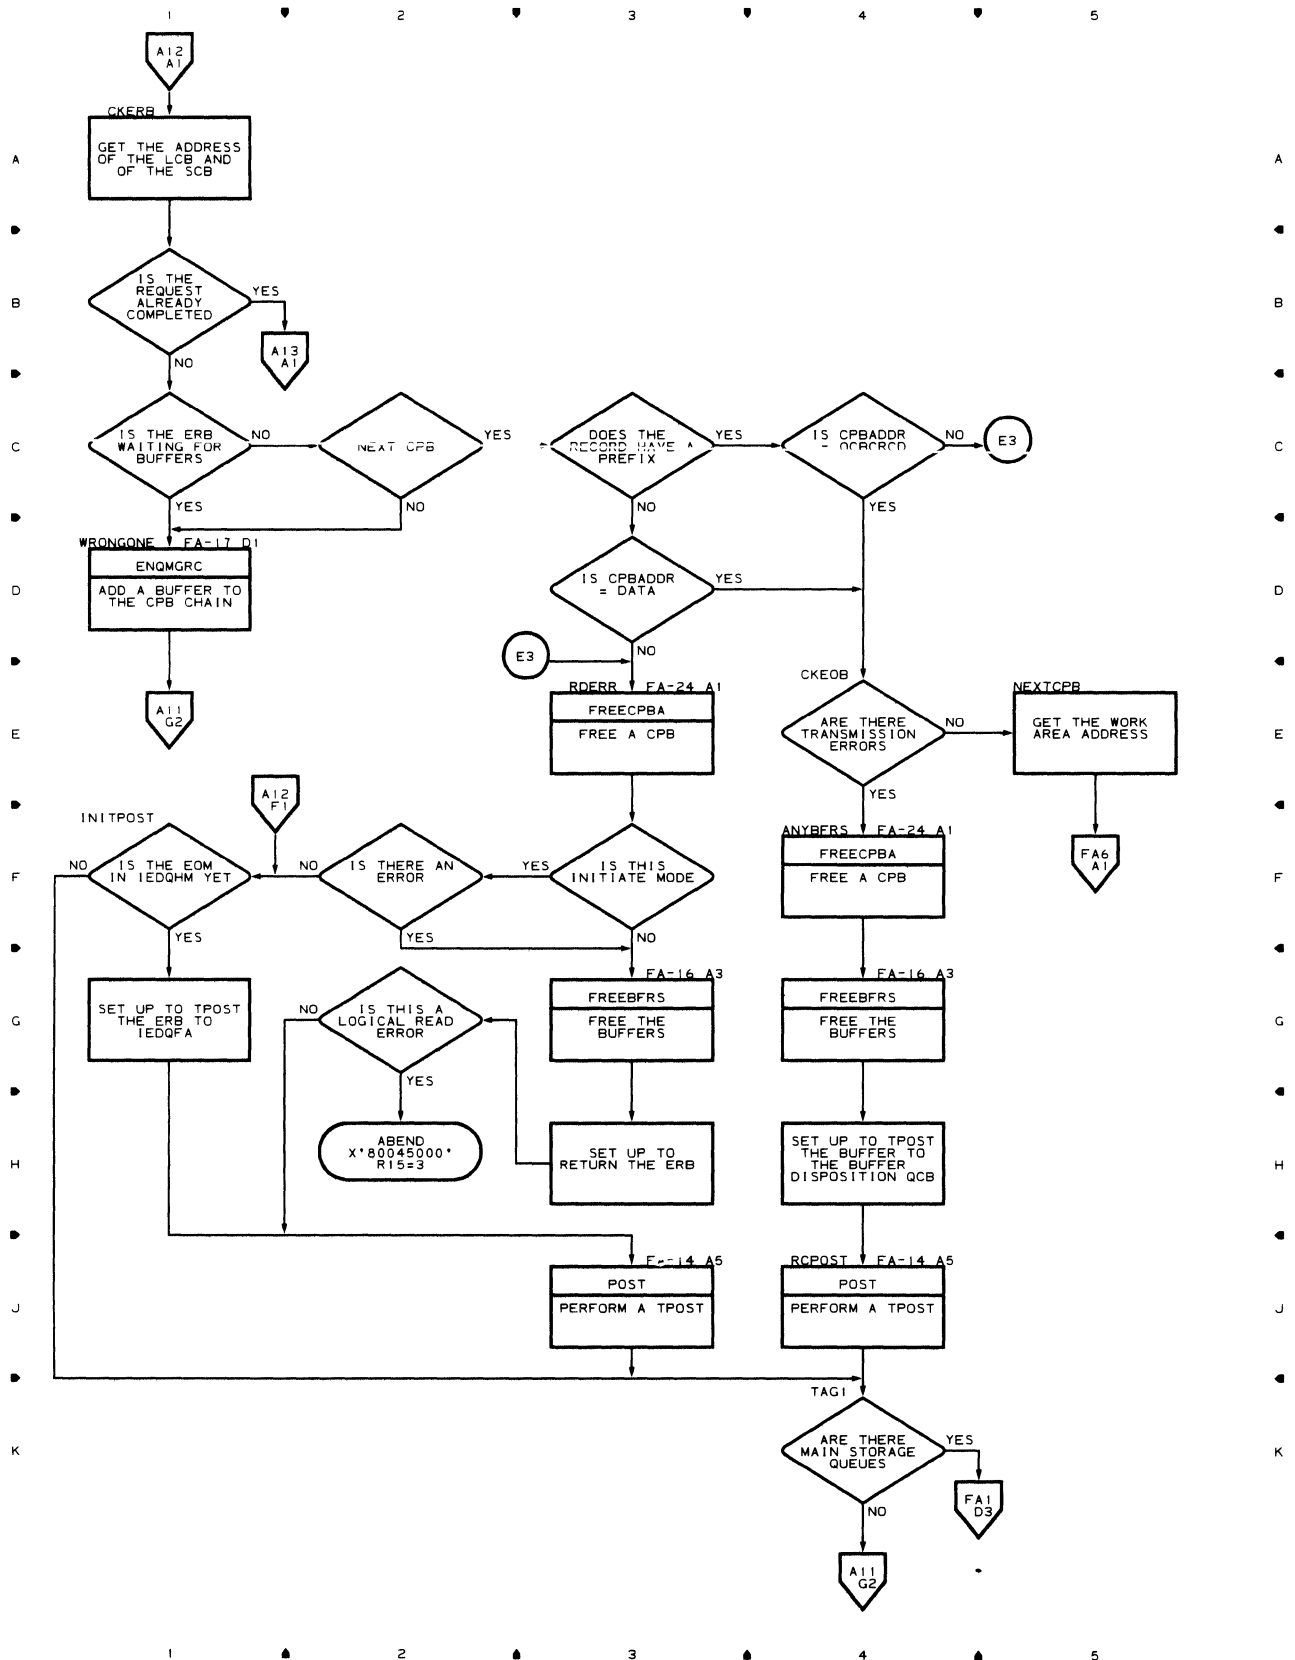 1 2 3 4 5
A12
A1
CKERB
GET THE ADDRESS
OF THE LCB AND
OF THE SCB
A A
IS THE
REQUEST
ALREADY
COMPLETED
YES
B B
A13
A1
NO
IS THE ERB
WAITING FOR
BUFFERS
NO
NEXT CPB
YES
DOES THE
RECORD HAVE A
PREFIX
YES
IS CPBADDR
=
NO
E3
C C
YES
NO
NO
YES
WRONGONE FA-17 D1
ENQMGRC
ADD A BUFFER TO
THE CPB CHAIN
IS CPBADDR
= DATA
YES
D D
NO
E3
A11
G2
RDERR FA-24 A1
FREECPBA
FREE A CPB
CKEOB
ARE THERE
TRANSMISSION
ERRORS
NO
NEXTCPB
GET THE WORK
AREA ADDRESS
E E
YES
A12
F1
INITPOST
NO
IS THE EOM
IN IEDQHM YET
NO
IS THERE AN
ERROR
YES
IS THIS
INITIATE MODE
ANYBFRS FA-24 A1
FREECPBA
FREE A CPB
FA6
A1
F F
YES
YES
NO
SET UP TO TPOST
THE ERB TO
IEDQFA
NO
IS THIS A
LOGICAL READ
ERROR
FA-16 A3
FREEBFRS
FREE THE
BUFFERS
FA-16 A3
FREEBFRS
FREE THE
BUFFERS
G G
YES
ABEND
X'80045000'
R15=3
SET UP TO
RETURN THE ERB
SET UP TO TPOST
THE BUFFER TO
THE BUFFER
DISPOSITION QCB
H H
FA-14 A5
POST
PERFORM A TPOST
RCPOST FA-14 A5
POST
PERFORM A TPOST
J J
TAG1
ARE THERE
MAIN STORAGE
QUEUES
YES
K K
FA1
D3
NO
A11
G2
1 2 3 4 5